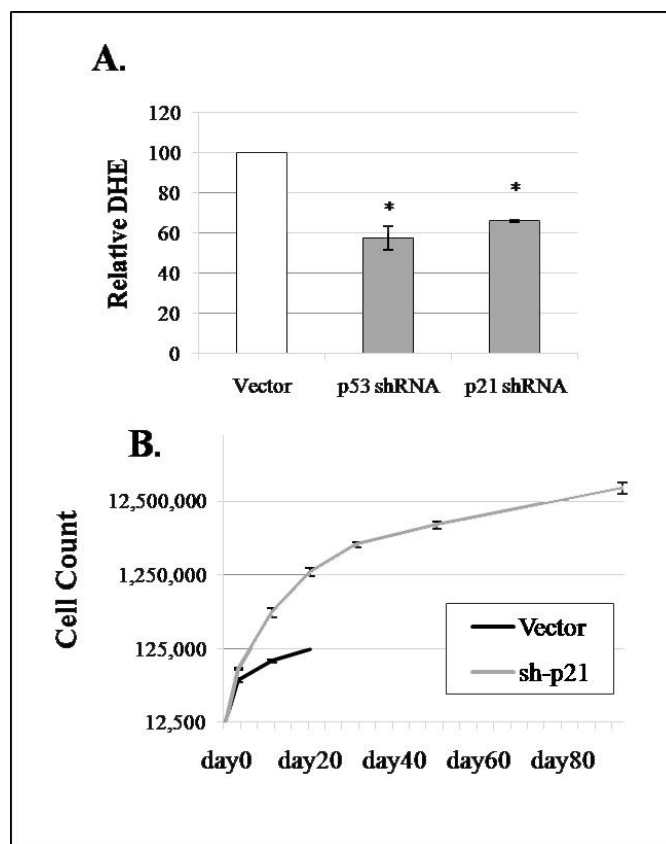 A.
Relative DHE
120
100
80
60
40
20
0
*
*
Vector p53 shRNA p21 shRNA
B.
Cell Count
12,500,000
1,250,000
125,000
12,500
Vector
sh-p21
day0 day20 day40 day60 day80